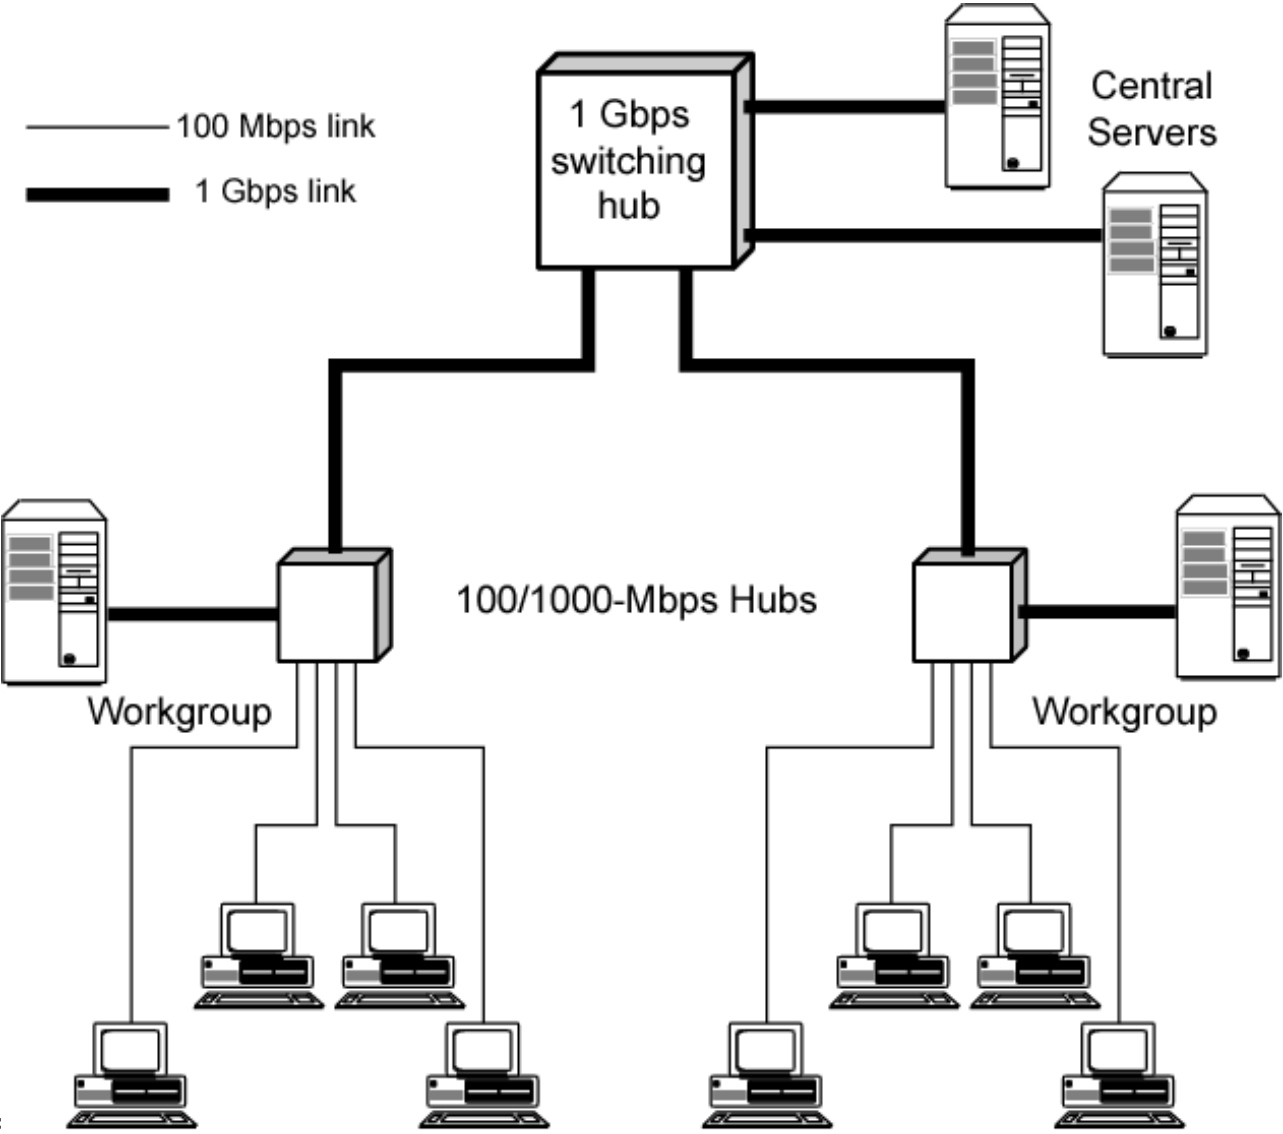 1 Gbps
switching
hub
Central
Servers
100 Mbps link
1 Gbps link
100/1000-Mbps Hubs
Workgroup
Workgroup